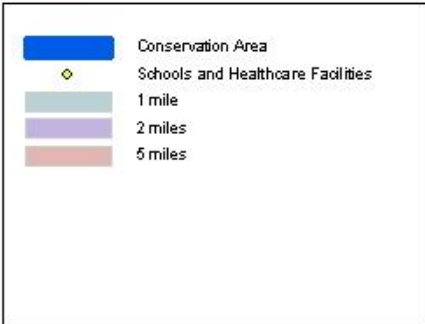 Conservation Area
Schools and Healthcare Facilities
1 mile
2 miles
5 miles